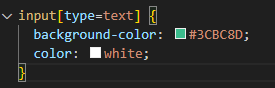 input[type=text] {
  background-color: #3CBC8D;
  color: white;
}